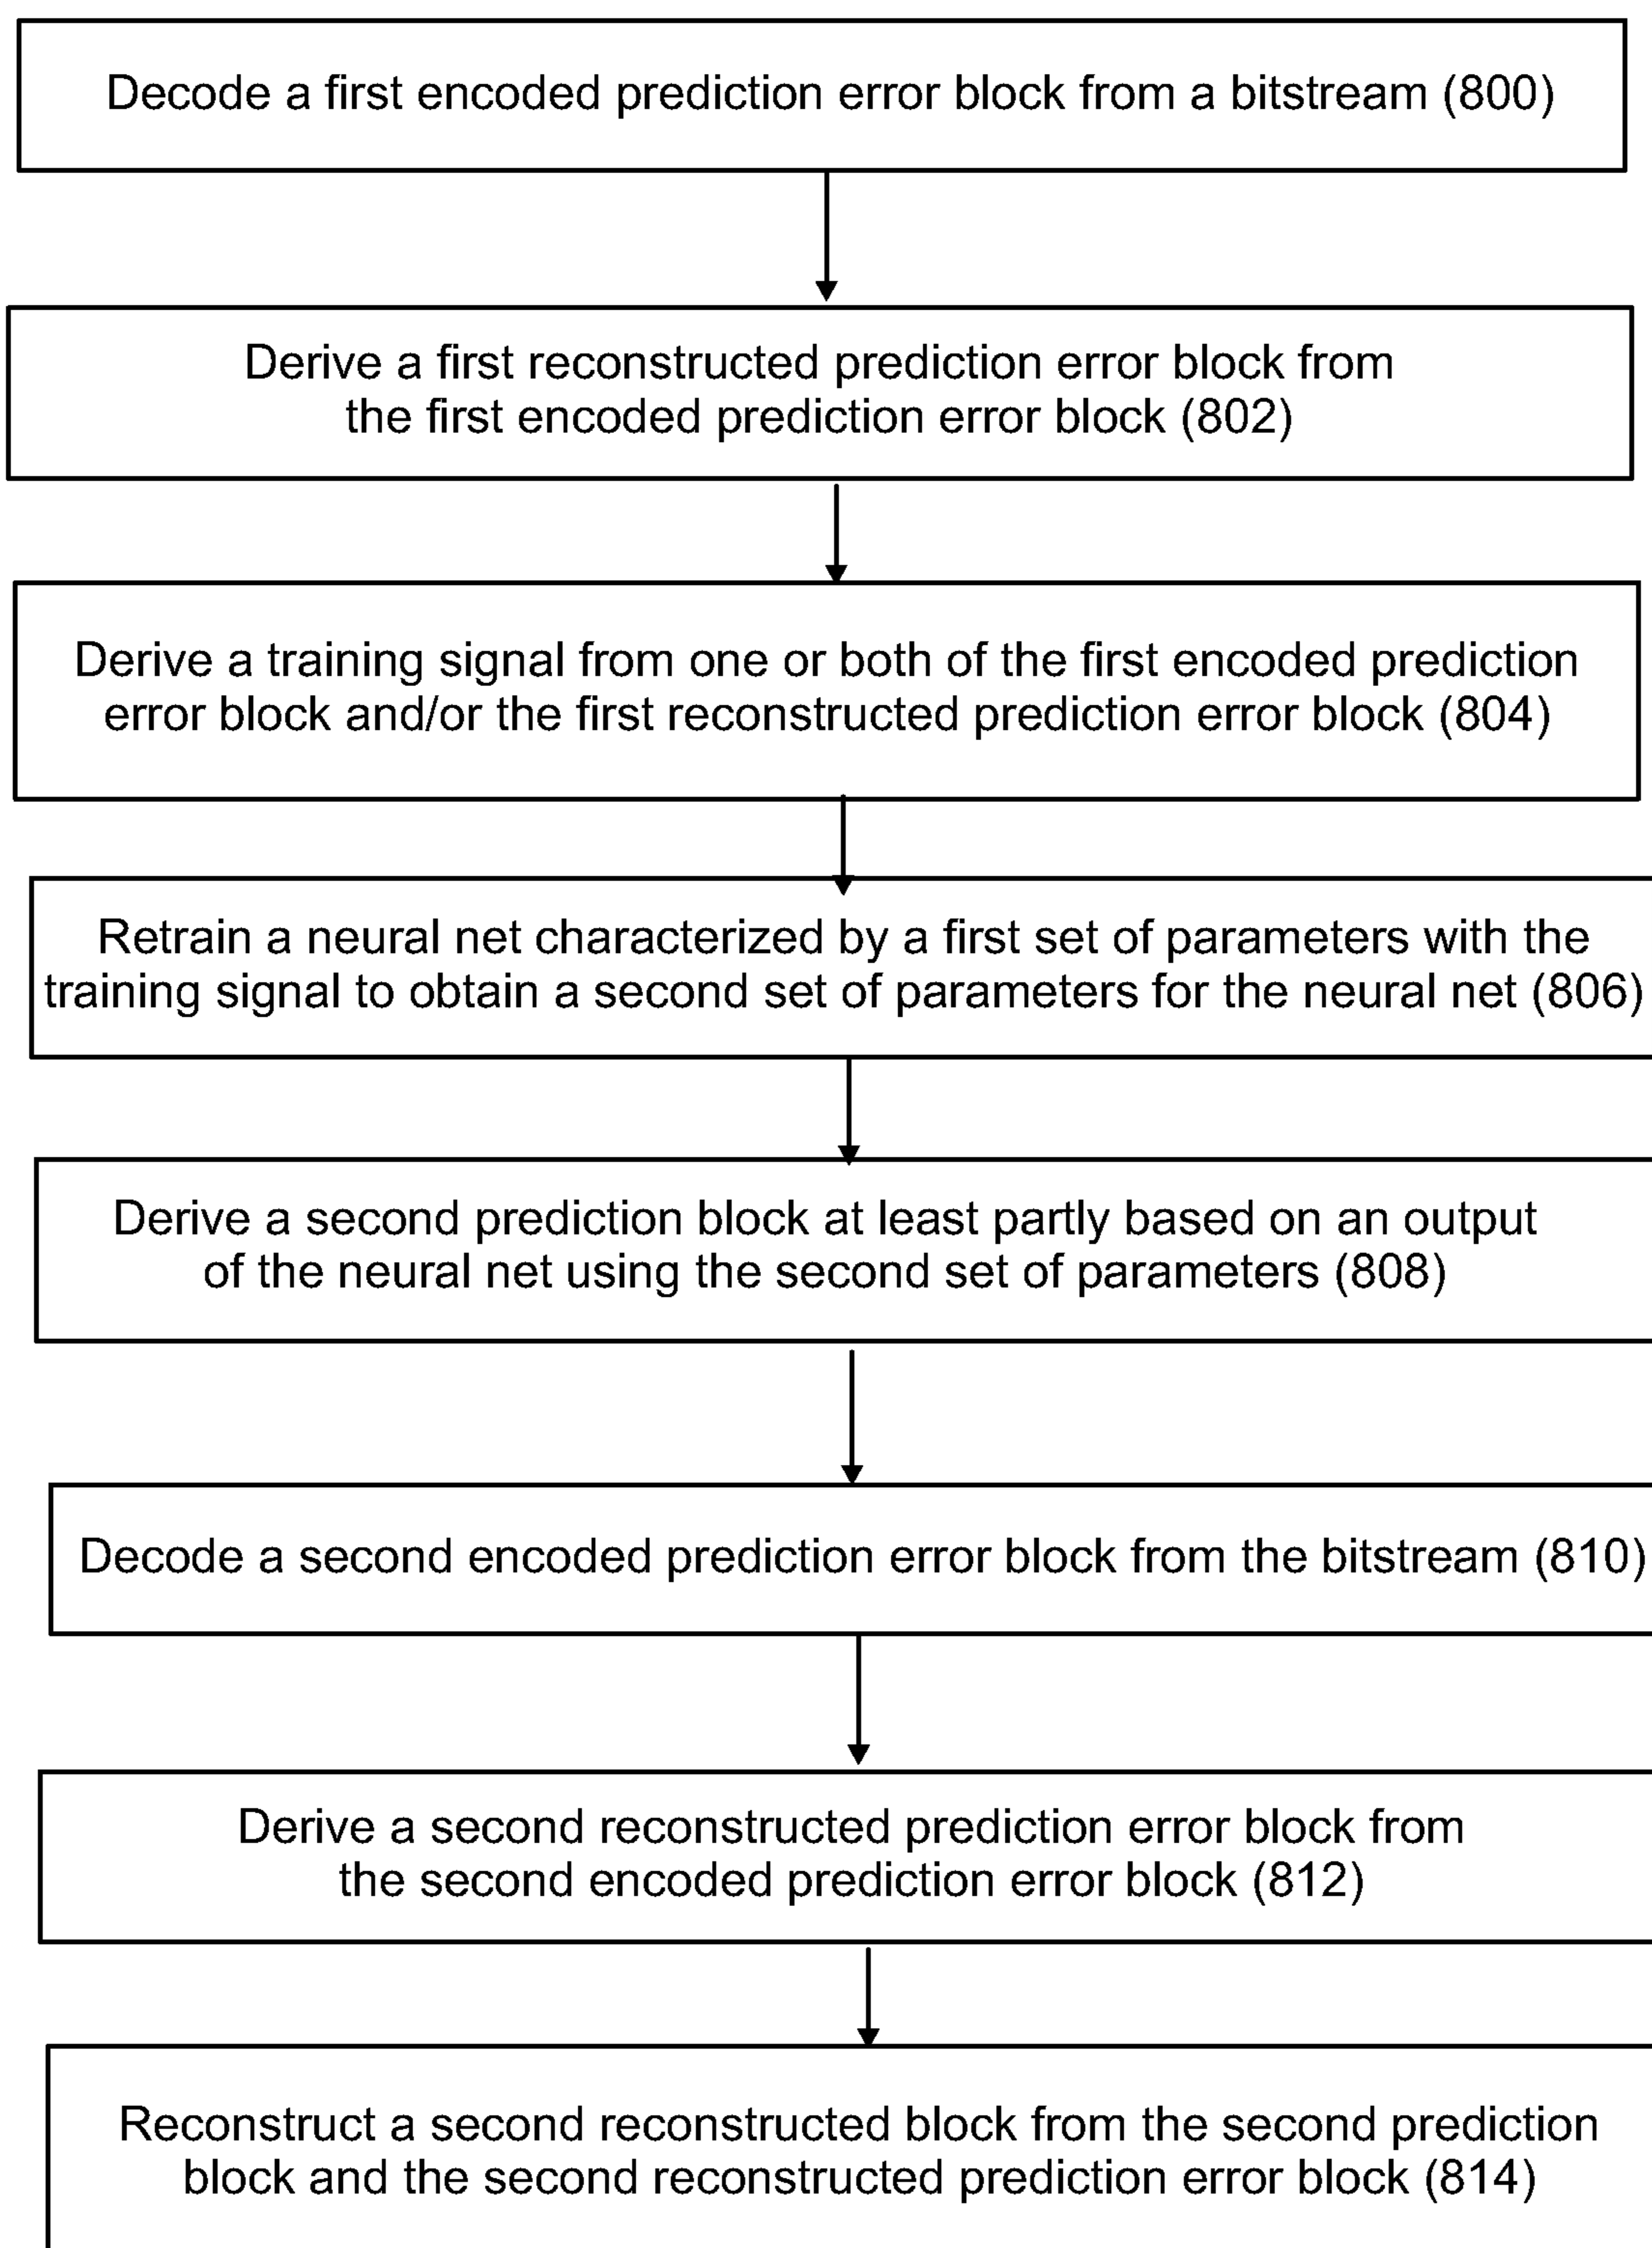 Decode a first encoded prediction error block from a bitstream (800)
Derive a first reconstructed prediction error block from
the first encoded prediction error block (802)
Derive a training signal from one or both of the first encoded prediction
error block and/or the first reconstructed prediction error block (804)
Retrain a neural net characterized by a first set of parameters with the
training signal to obtain a second set of parameters for the neural net (806)
Derive a second prediction block at least partly based on an output
of the neural net using the second set of parameters (808)
Decode a second encoded prediction error block from the bitstream (810)
Derive a second reconstructed prediction error block from
the second encoded prediction error block (812)
Reconstruct a second reconstructed block from the second prediction
block and the second reconstructed prediction error block (814)